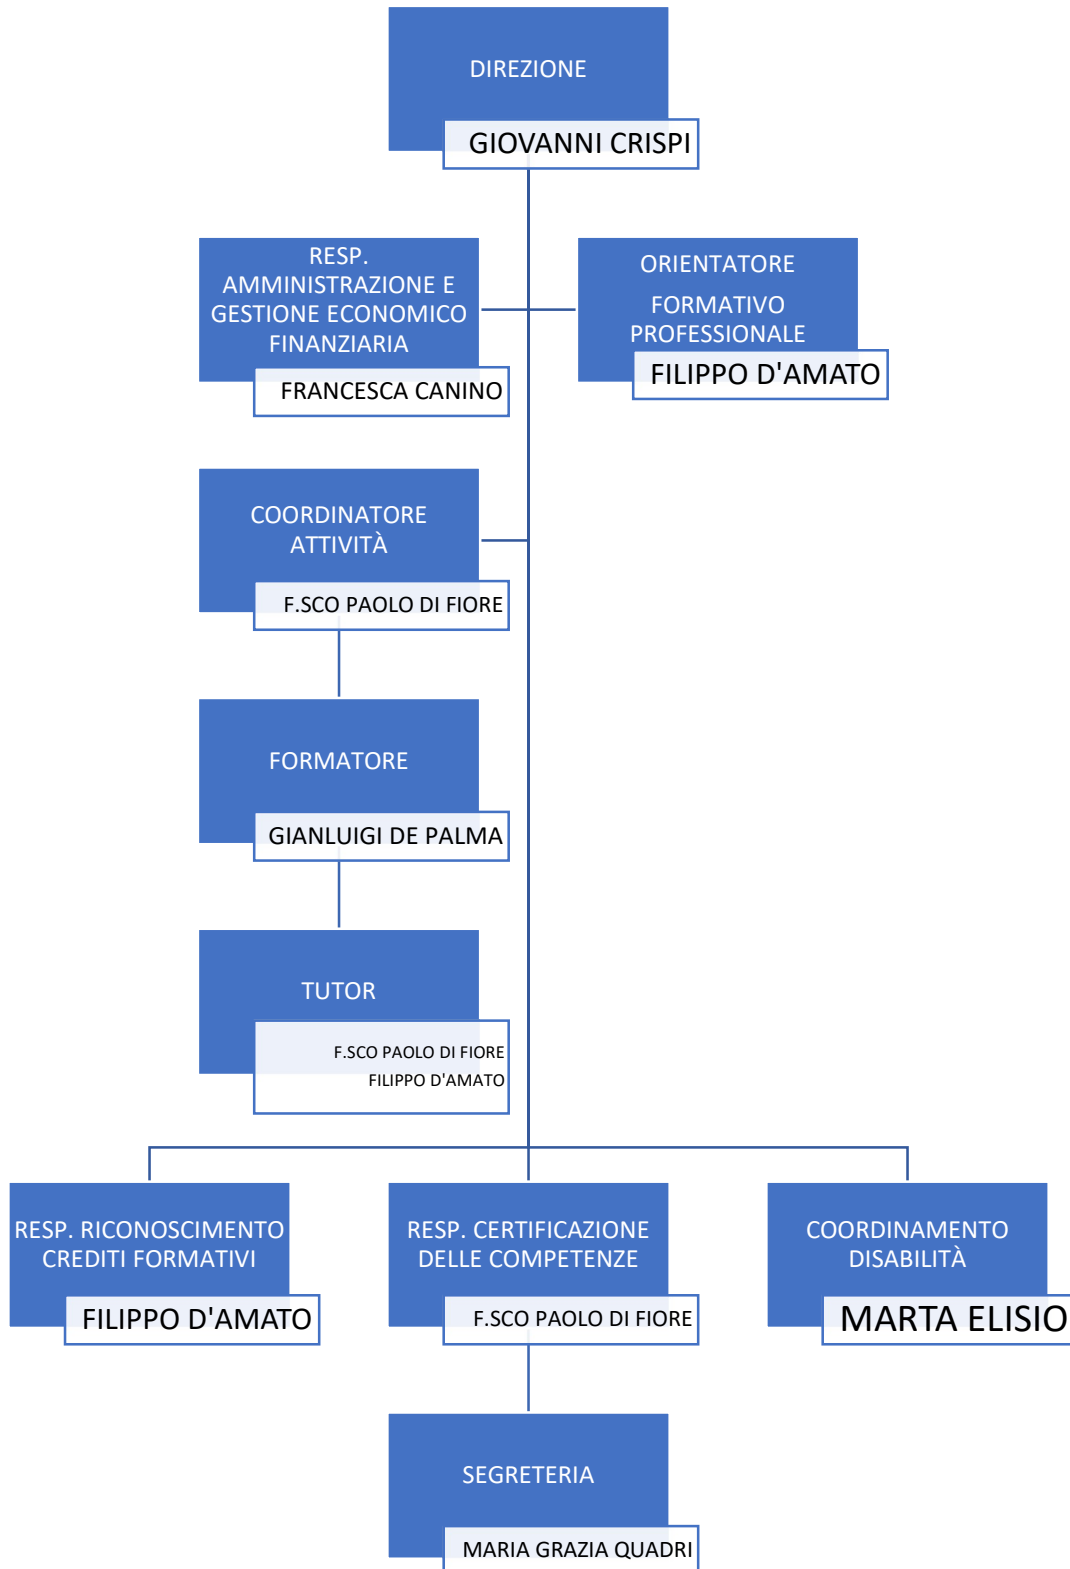 DIREZIONE
GIOVANNI CRISPI
RESP.
AMMINISTRAZIONE E
GESTIONE ECONOMICO
FINANZIARIA
FRANCESCA CANINO
ORIENTATORE
FORMATIVO
PROFESSIONALE
FILIPPO D'AMATO
COORDINATORE
ATTIVITÀ
F.SCO PAOLO DI FIORE
FORMATORE
GIANLUIGI DE PALMA
TUTOR
F.SCO PAOLO DI FIORE
FILIPPO D'AMATO
RESP. RICONOSCIMENTO
CREDITI FORMATIVI
FILIPPO D'AMATO
RESP. CERTIFICAZIONE
DELLE COMPETENZE
F.SCO PAOLO DI FIORE
COORDINAMENTO
DISABILITÀ
MARTA ELISIO
SEGRETERIA
MARIA GRAZIA QUADRI